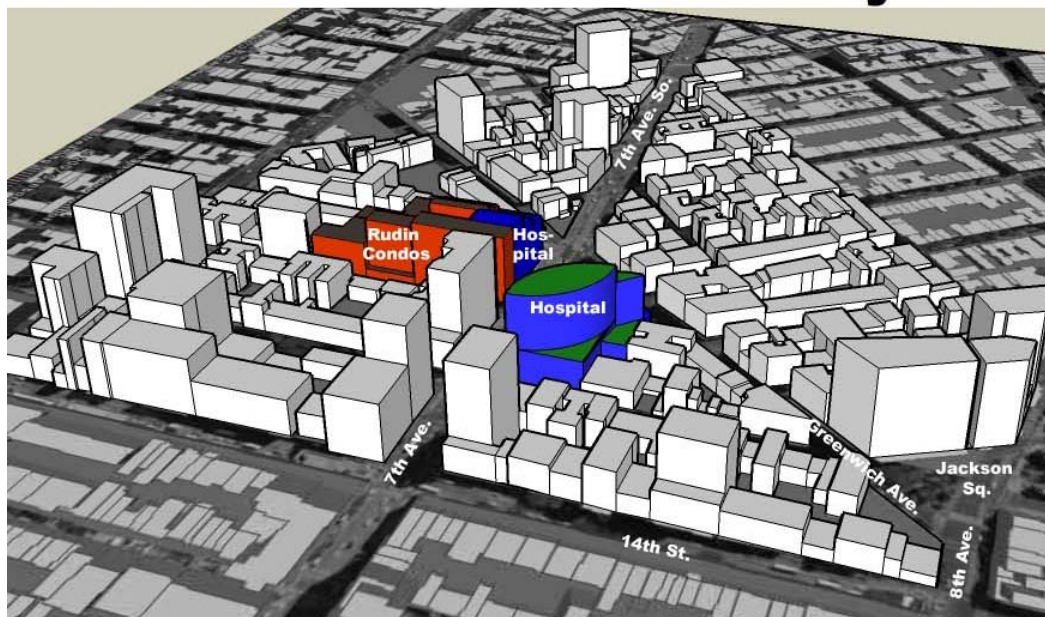 7th Ave. So.
Rudin
Condos
Hos-
pital
Hospital
7th Ave.
Greenwich Ave.
Jackson
Sq.
14th St.
8th Ave.